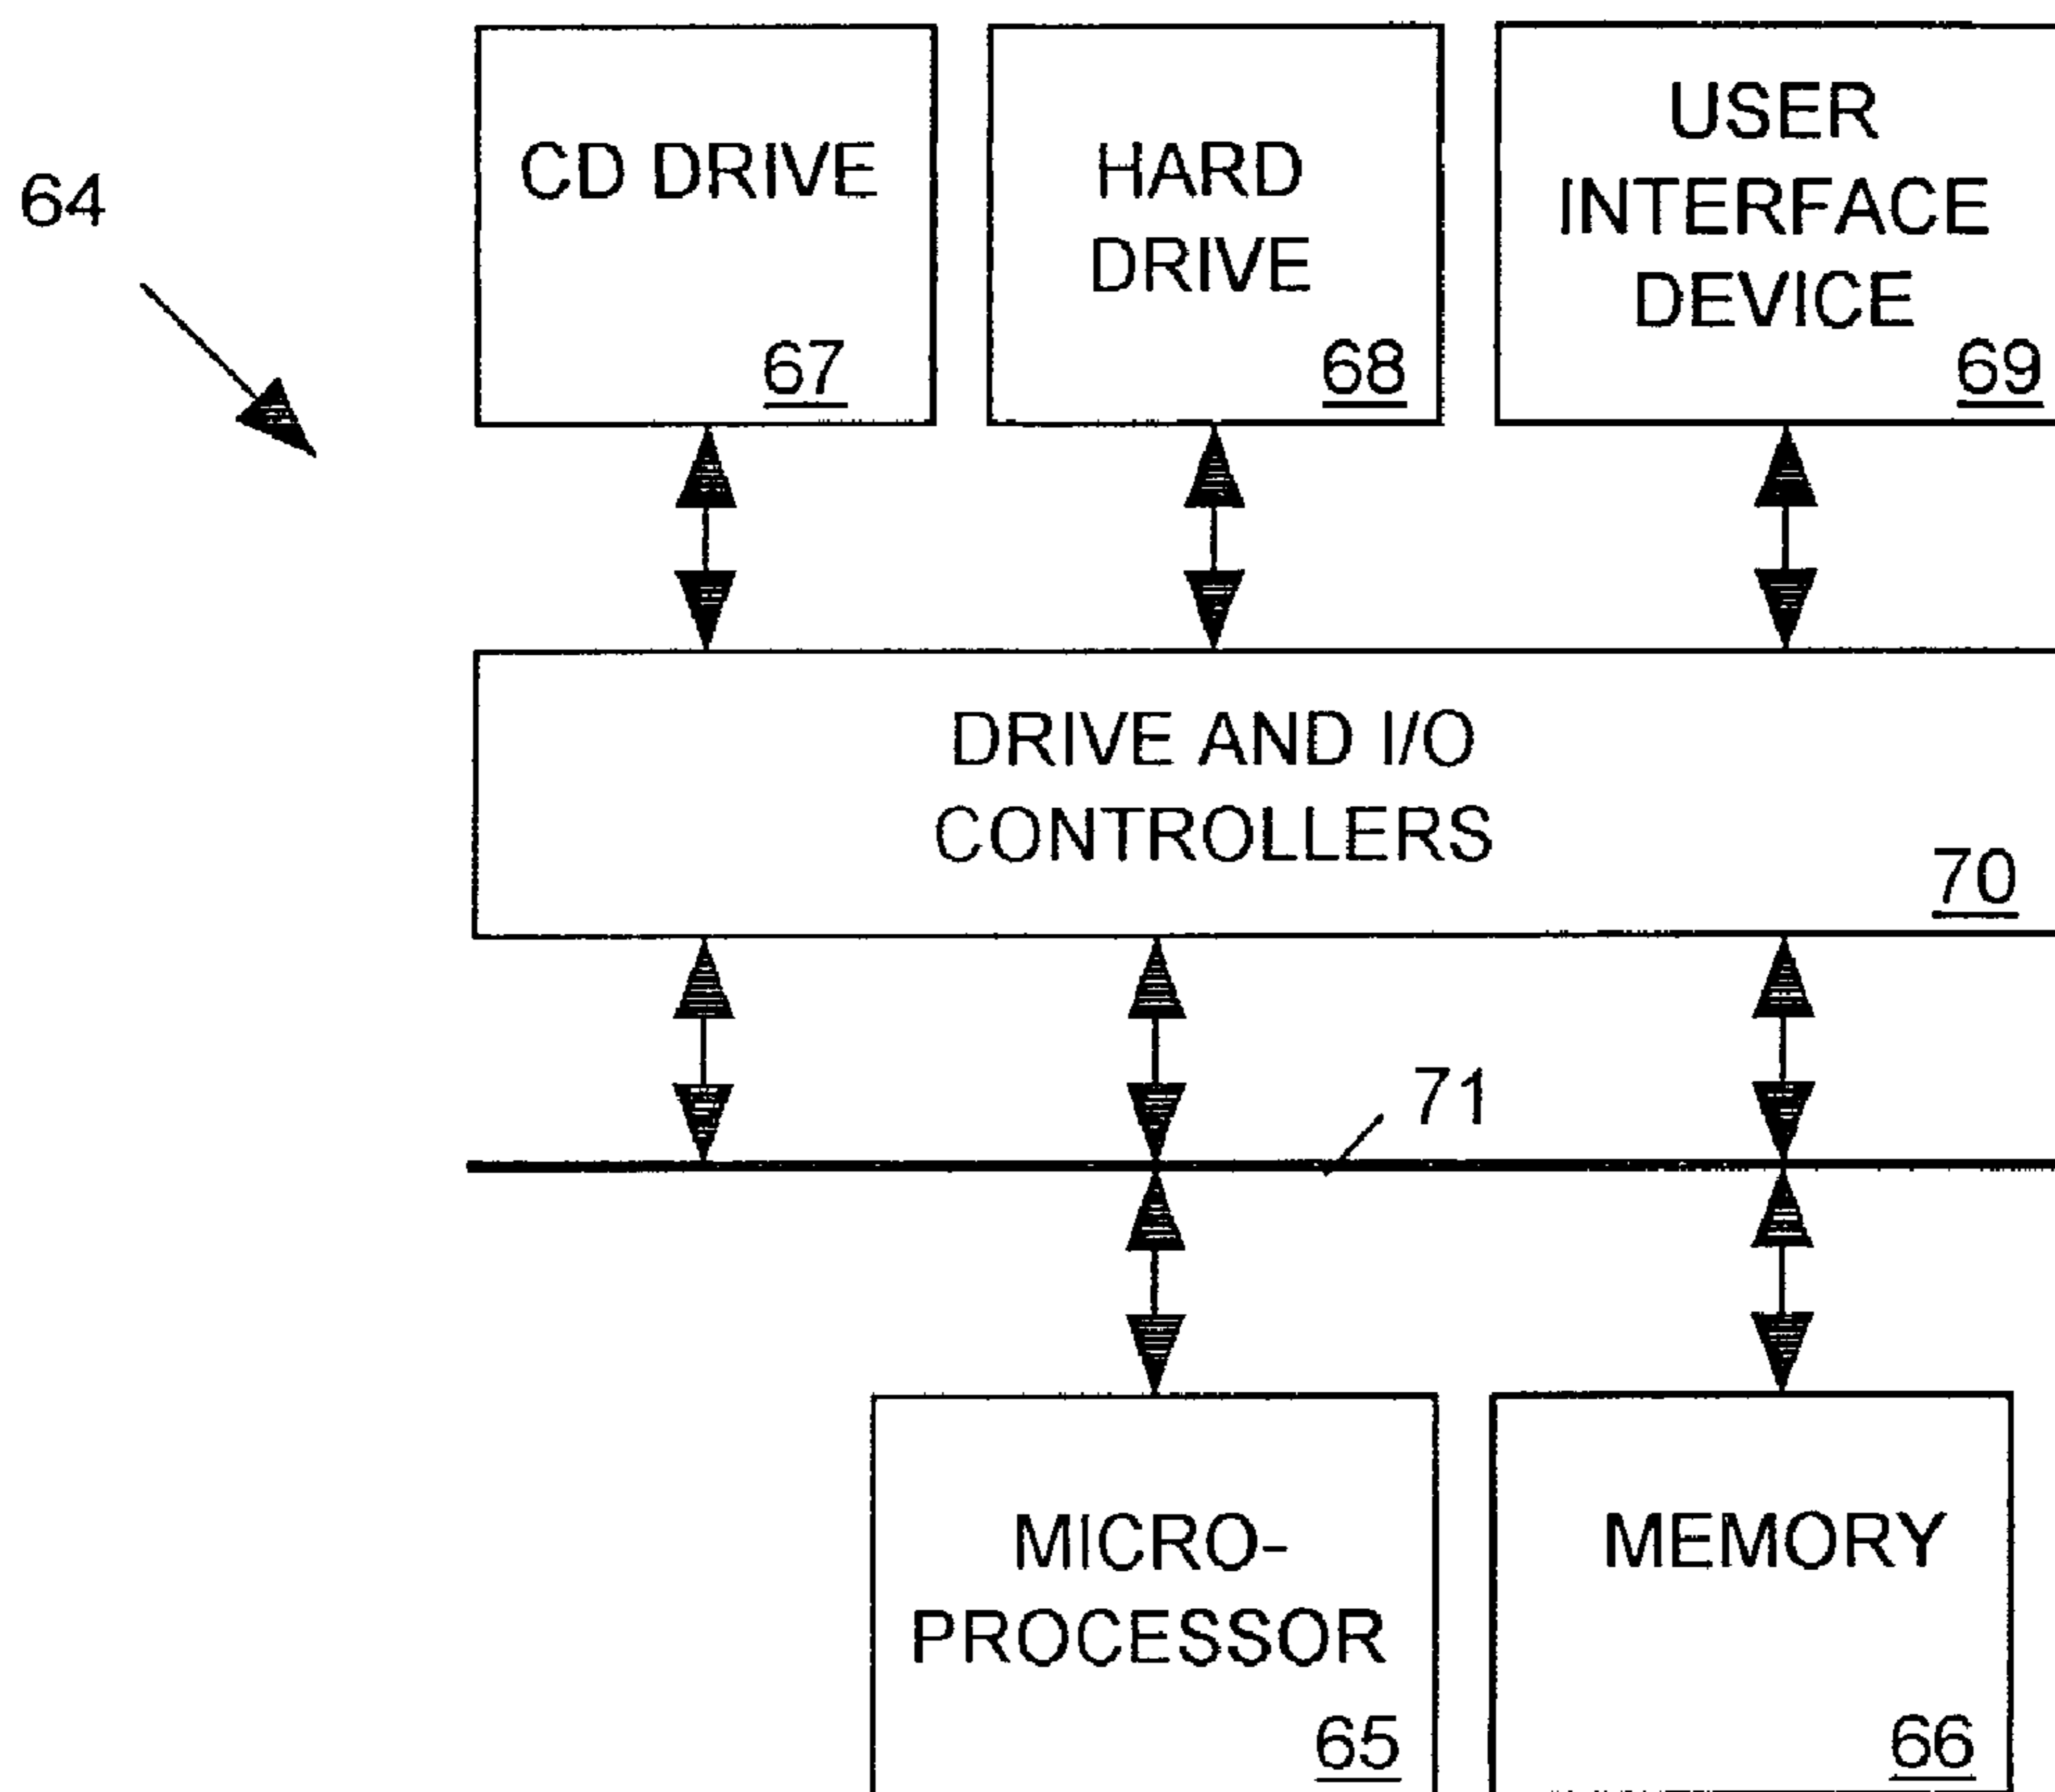 64
CD DRIVE
67
HARD
DRIVE
68
USER
INTERFACE
DEVICE
69
DRIVE AND I/O
CONTROLLERS
70
71
MICRO-
PROCESSOR
65
MEMORY
66